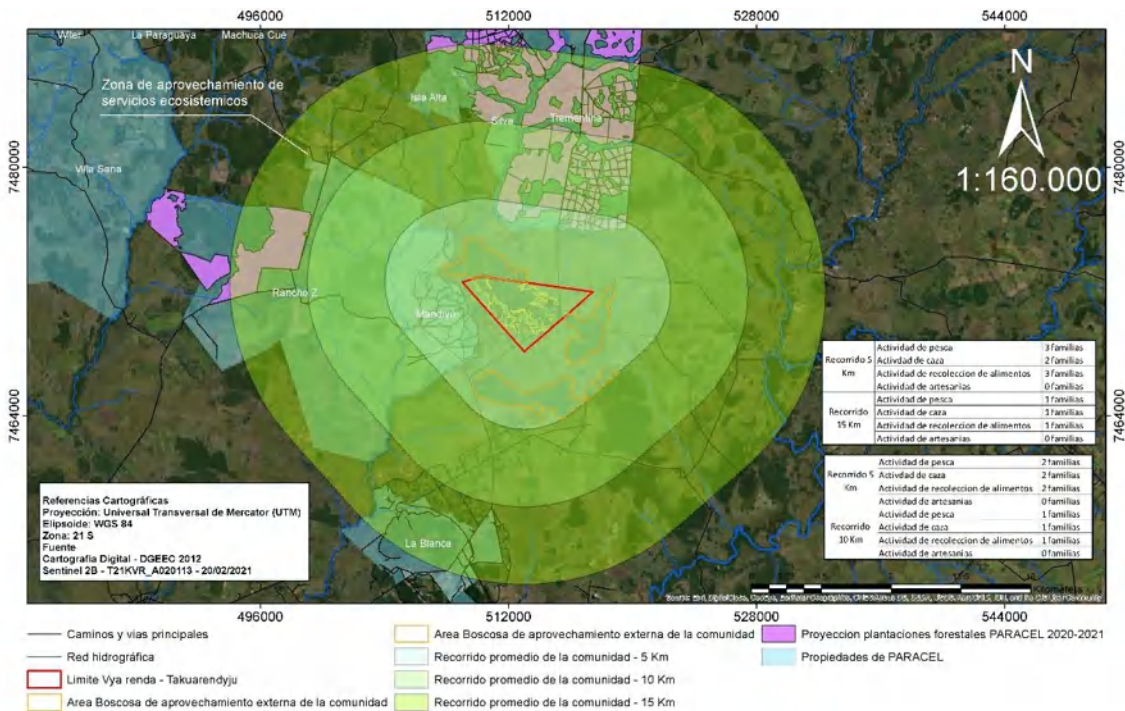 496000 512000 528000 544000
Wter La Paraguaya Machuca Cué
Zona de aprovechamiento de
servicios ecosistemicos
Isla Alta
Silva Trementina
N
1:160.000
7480000 7480000
Villa Sana
Rancho Z
Mandiyu
7464000 7464000
Recorrido 5 Km Actividad de pesca 3 familias
Actividad de caza 2 familias
Actividad de recoleccion de alimentos 3 familias
Actividad de artesanias 0 familias
Recorrido 15 Km Actividad de pesca 1 familias
Actividad de caza 1 familias
Actividad de recoleccion de alimentos 1 familias
Actividad de artesanias 0 familias
Recorrido 5 Km Actividad de pesca 2 familias
Actividad de caza 2 familias
Actividad de recoleccion de alimentos 2 familias
Actividad de artesanias 0 familias
Recorrido 10 Km Actividad de pesca 1 familias
Actividad de caza 1 familias
Actividad de recoleccion de alimentos 1 familias
Actividad de artesanias 0 familias
La Blanca
Referencias Cartográficas
Proyección: Universal Transversal de Mercator (UTM)
Elipsoide: WGS 84
Zona: 21 S
Fuente
Cartografia Digital - DGEEC 2012
Sentinel 2B - T21KVR_A020113 - 20/02/2021
496000 512000 528000 544000
Caminos y vias principales
Red hidrográfica
Limite Vya renda - Takuarendyju
Area Boscosa de aprovechamiento externa de la comunidad
Area Boscosa de aprovechamiento externa de la comunidad
Recorrido promedio de la comunidad - 5 Km
Recorrido promedio de la comunidad - 10 Km
Recorrido promedio de la comunidad - 15 Km
Proyeccion plantaciones forestales PARACEL 2020-2021
Propiedades de PARACEL